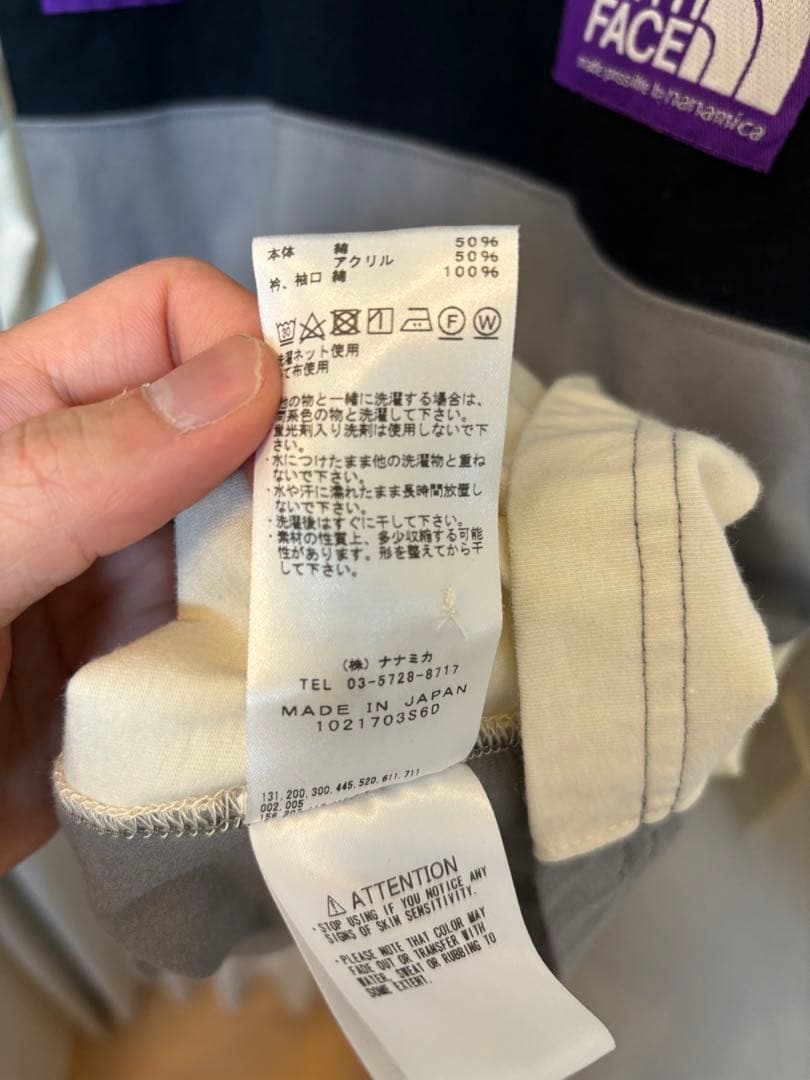 FACE
made possible by nanamica
本体 綿 50%
アクリル 50%
衿、袖口 綿 100%
30
F
W
洗濯ネット使用
て布使用
他の物と一緒に洗濯する場合は、
同系色の物と洗濯して下さい。
蛍光剤入り洗剤は使用しないで下
さい。
・水につけたまま他の洗濯物と重ね
ないで下さい。
・水や汗に濡れたまま長時間放置し
ないで下さい。
・洗濯後はすぐに干して下さい。
・素材の性質上、多少収縮する可能
性があります。形を整えてから干
して下さい。
(株) ナナミカ
TEL 03-5728-8717
MADE IN JAPAN
1021703S6D
131,200,300,445,520,611,711
002,005
⚠ATTENTION
・STOP USING IF YOU NOTICE ANY
SIGNS OF SKIN SENSITIVITY.
・PLEASE NOTE THAT COLOR MAY
FADE OUT OR TRANSFER WITH
WATER, SWEAT OR RUBBING TO
SOME EXTENT.